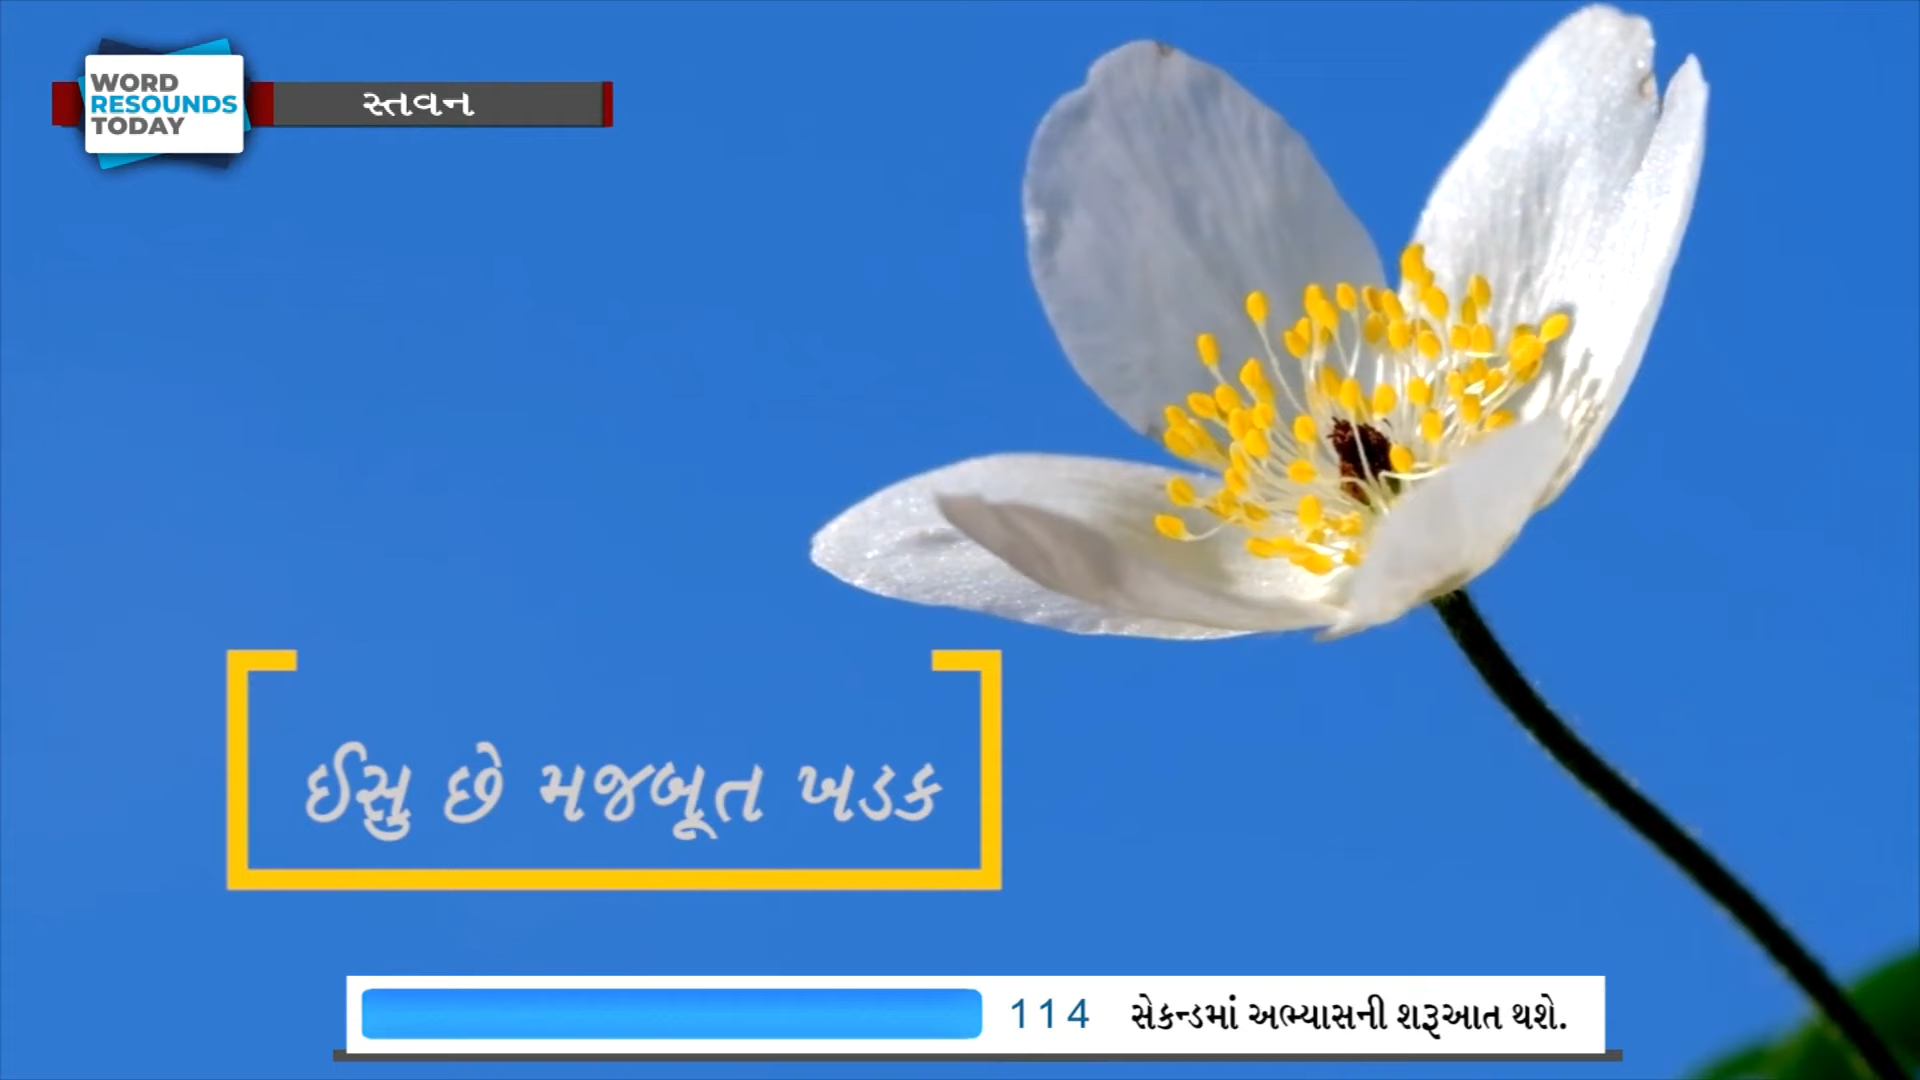 WORD
RESOUNDS
TODAY
સ્તવન
ઈસુ છે મજબૂત ખડક
114 સેકન્ડમાં અભ્યાસની શરૂઆત થશે.